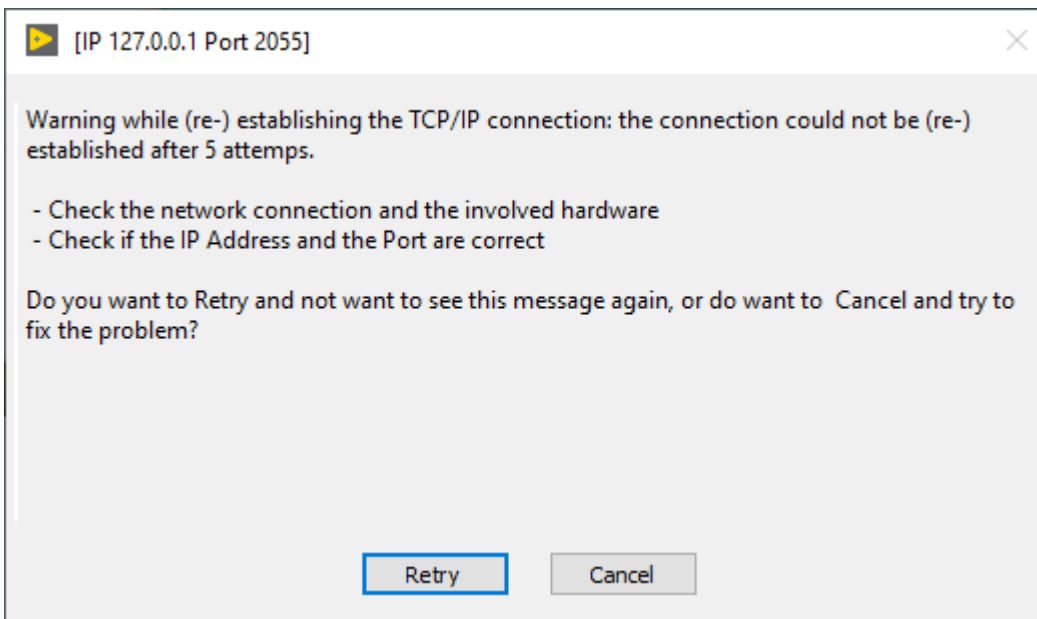 [IP 127.0.0.1 Port 2055]
Warning while (re-) establishing the TCP/IP connection: the connection could not be (re-)
established after 5 attemps.
- Check the network connection and the involved hardware
- Check if the IP Address and the Port are correct
Do you want to Retry and not want to see this message again, or do want to  Cancel and try to
fix the problem?
Retry
Cancel